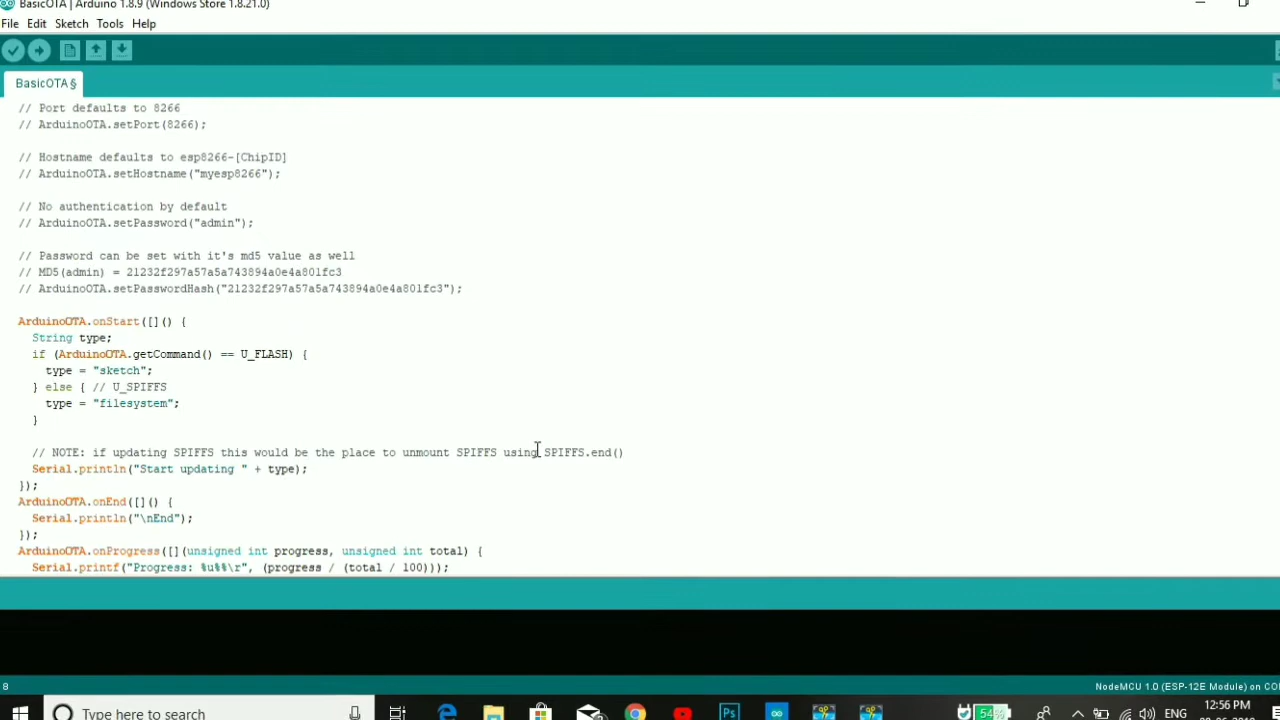 BasicOTA | Arduino 1.8.9 (Windows Store 1.8.21.0)
File Edit Sketch Tools Help
BasicOTA§
// Port defaults to 8266
// ArduinoOTA.setPort(8266);
// Hostname defaults to esp8266-[ChipID]
// ArduinoOTA.setHostname("myesp8266");
// No authentication by default
// ArduinoOTA.setPassword("admin");
// Password can be set with it's md5 value as well
// MD5(admin) = 21232f297a57a5a743894a0e4a801fc3
// ArduinoOTA.setPasswordHash("21232f297a57a5a743894a0e4a801fc3");
ArduinoOTA.onStart([]() {
String type;
if (ArduinoOTA.getCommand() == U_FLASH) {
type = "sketch";
} else { // U_SPIFFS
type = "filesystem";
}
// NOTE: if updating SPIFFS this would be the place to unmount SPIFFS using SPIFFS.end()
Serial.println("Start updating " + type);
});
ArduinoOTA.onEnd([]() {
Serial.println("\nEnd");
});
ArduinoOTA.onProgress([](unsigned int progress, unsigned int total) {
Serial.printf("Progress: %u%%\r", (progress / (total / 100)));
8
NodeMCU 1.0 (ESP-12E Module) on
Type here to search
Ps
54%
ENG
12:56 PM